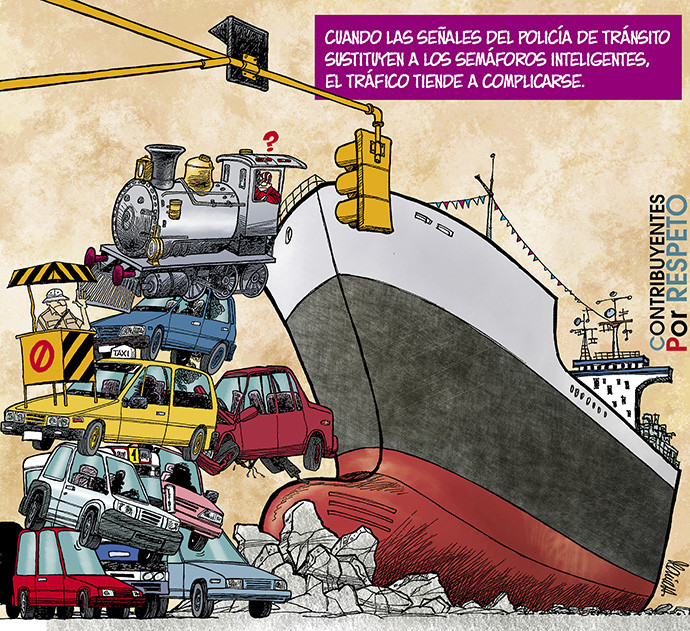 CUANDO LAS SEÑALES DEL POLICÍA DE TRÁNSITO
SUSTITUYEN A LOS SEMÁFOROS INTELIGENTES,
EL TRÁFICO TIENDE A COMPLICARSE.
?
CONTRIBUYENTES
Por RESPETO
TAXI
1